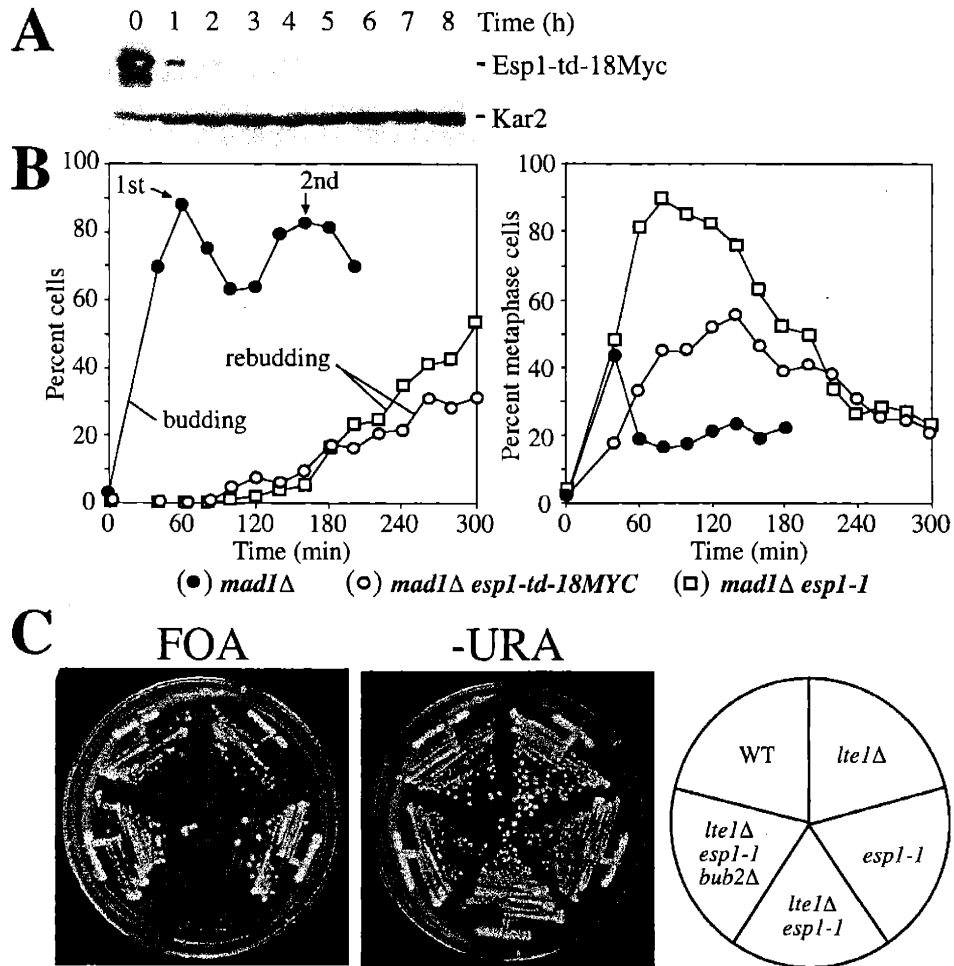 A
0 1 2 3 4 5 6 7 8 Time (h)
- Esp1-td-18Myc
- Kar2
B
100
80
60
40
20
0
Percent cells
1st
2nd
budding
rebudding
0 60 120 180 240 300
Time (min)
100
80
60
40
20
0
Percent metaphase cells
0 60 120 180 240 300
Time (min)
(●) mad1Δ (○) mad1Δ esp1-td-18MYC (□) mad1Δ esp1-1
C
FOA
-URA
WT
lte1Δ
lte1Δ
esp1-1
bub2Δ
esp1-1
lte1Δ
esp1-1